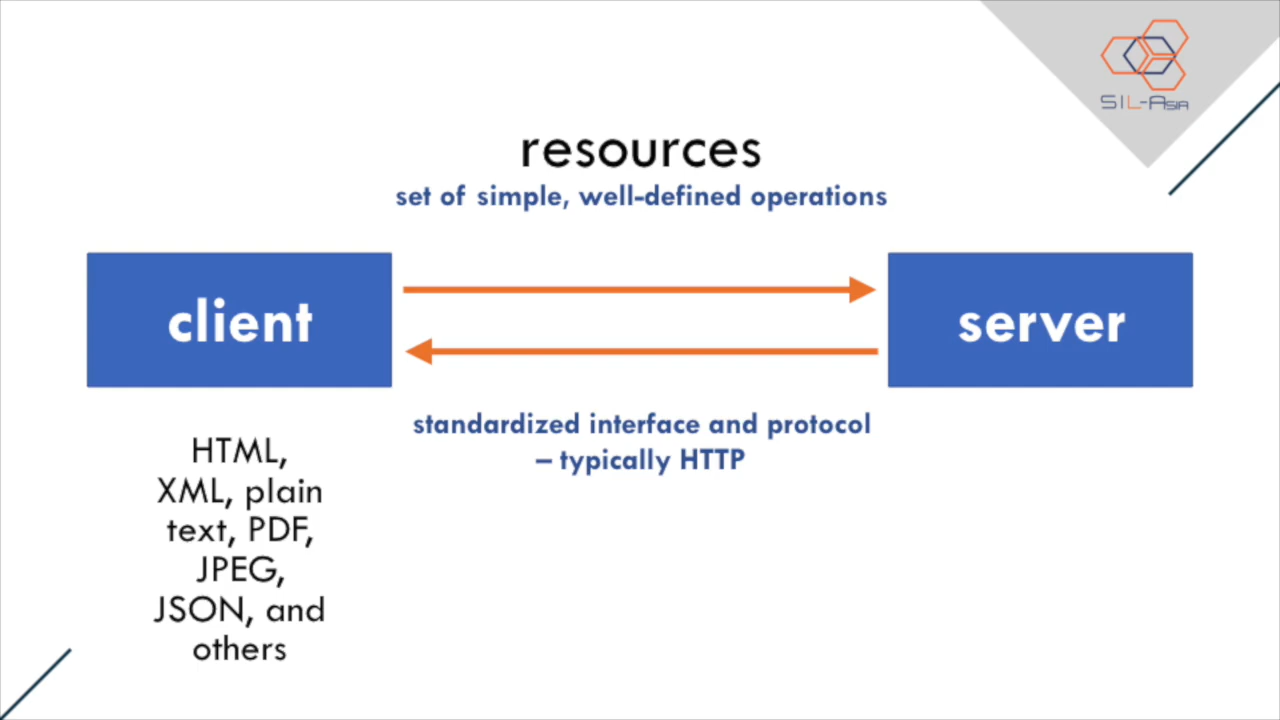 SIL-ASIA
resources
set of simple, well-defined operations
client
server
standardized interface and protocol
– typically HTTP
HTML,
XML, plain
text, PDF,
JPEG,
JSON, and
others